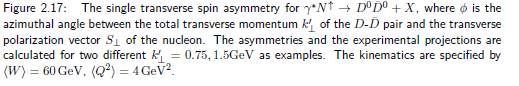 Figure 2.17: The single transverse spin asymmetry for γ*N↑ → D⁰D̄⁰ + X, where ϕ is the
azimuthal angle between the total transverse momentum k′⊥ of the D-D̄ pair and the transverse
polarization vector S⊥ of the nucleon. The asymmetries and the experimental projections are
calculated for two different k′⊥ = 0.75, 1.5GeV as examples. The kinematics are specified by
⟨W⟩ = 60 GeV, ⟨Q²⟩ = 4 GeV².